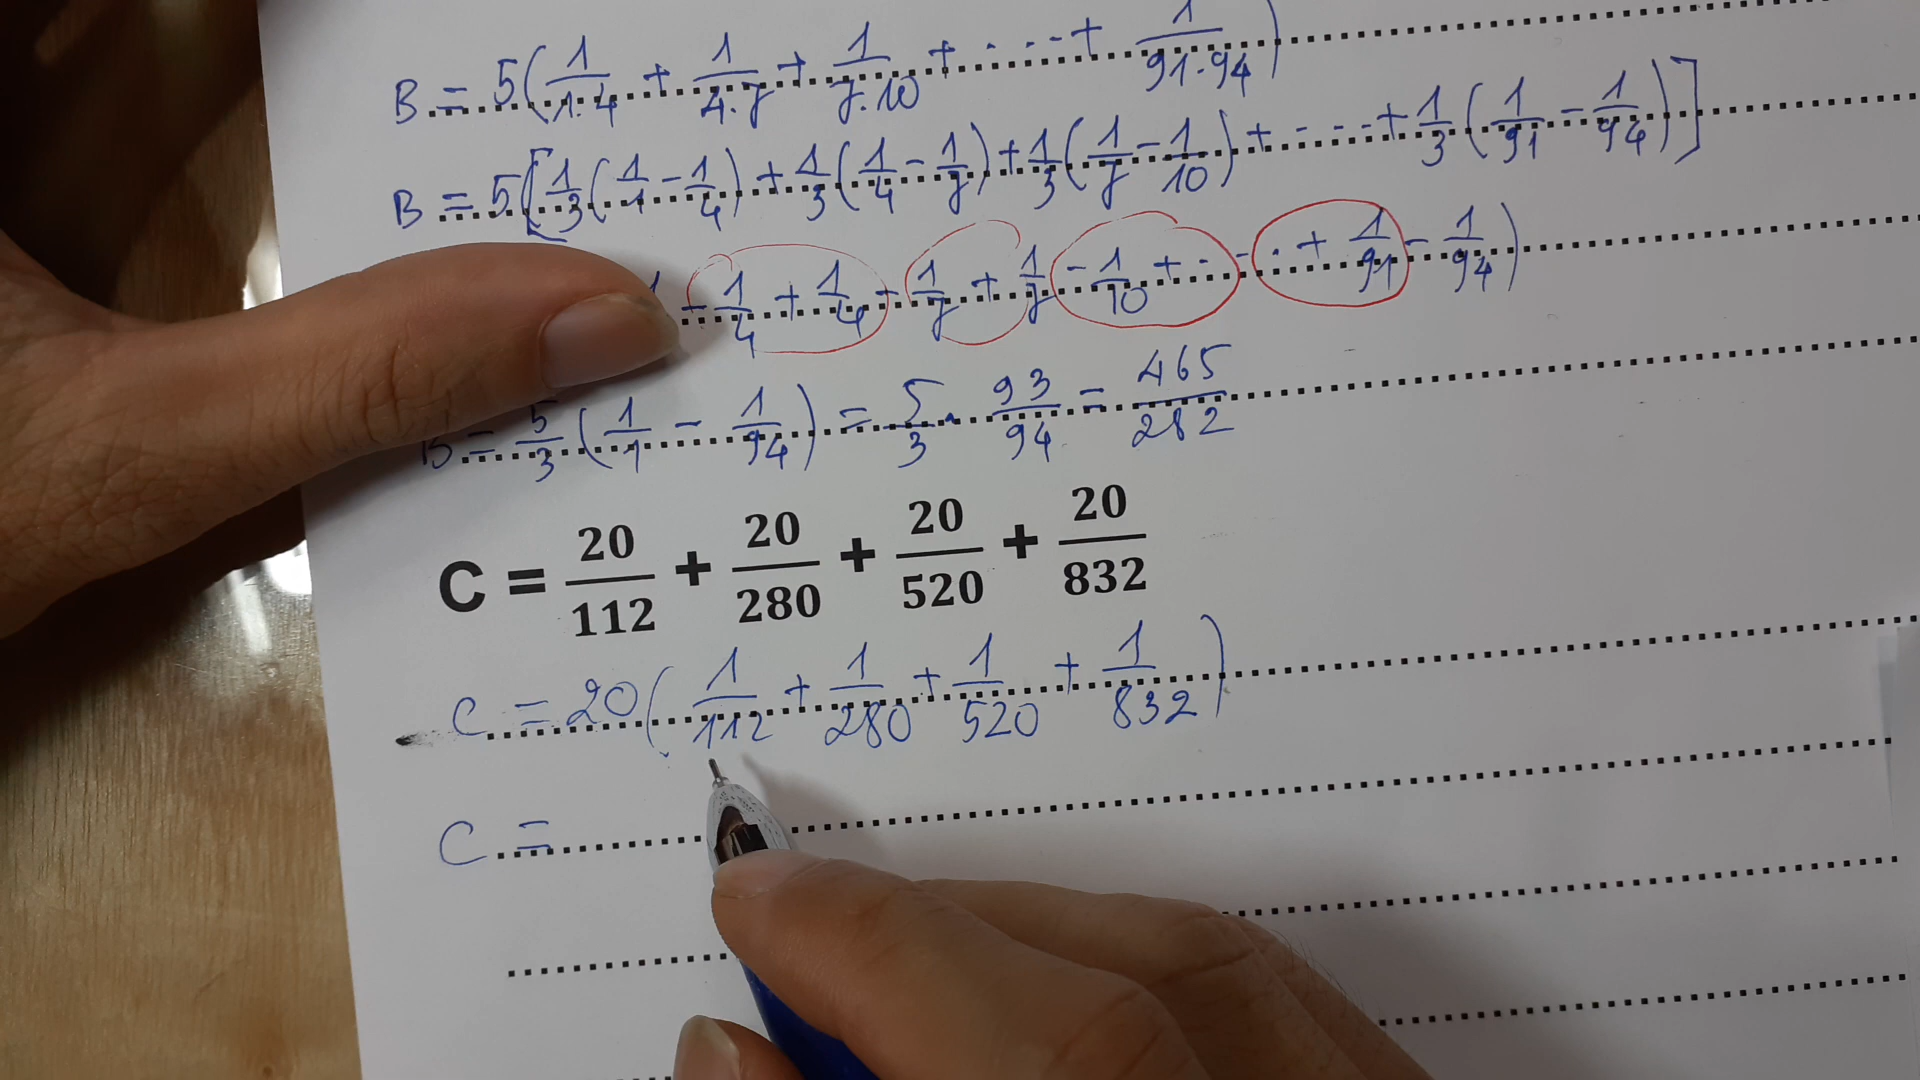 B = 5(1/1.4 + 1/4.7 + 1/7.10 + .... + 1/91.94)
B = 5[1/3(1/1 - 1/4) + 1/3(1/4 - 1/7) + 1/3(1/7 - 1/10) + .... + 1/3(1/91 - 1/94)]
- 1/4 + 1/4 - 1/7 + 1/7 - 1/10 + .... + 1/91 - 1/94)
B = 5/3(1/1 - 1/94) = 5/3 . 93/94 = 465/282
C = 20/112 + 20/280 + 20/520 + 20/832
C = 20(1/112 + 1/280 + 1/520 + 1/832)
C =